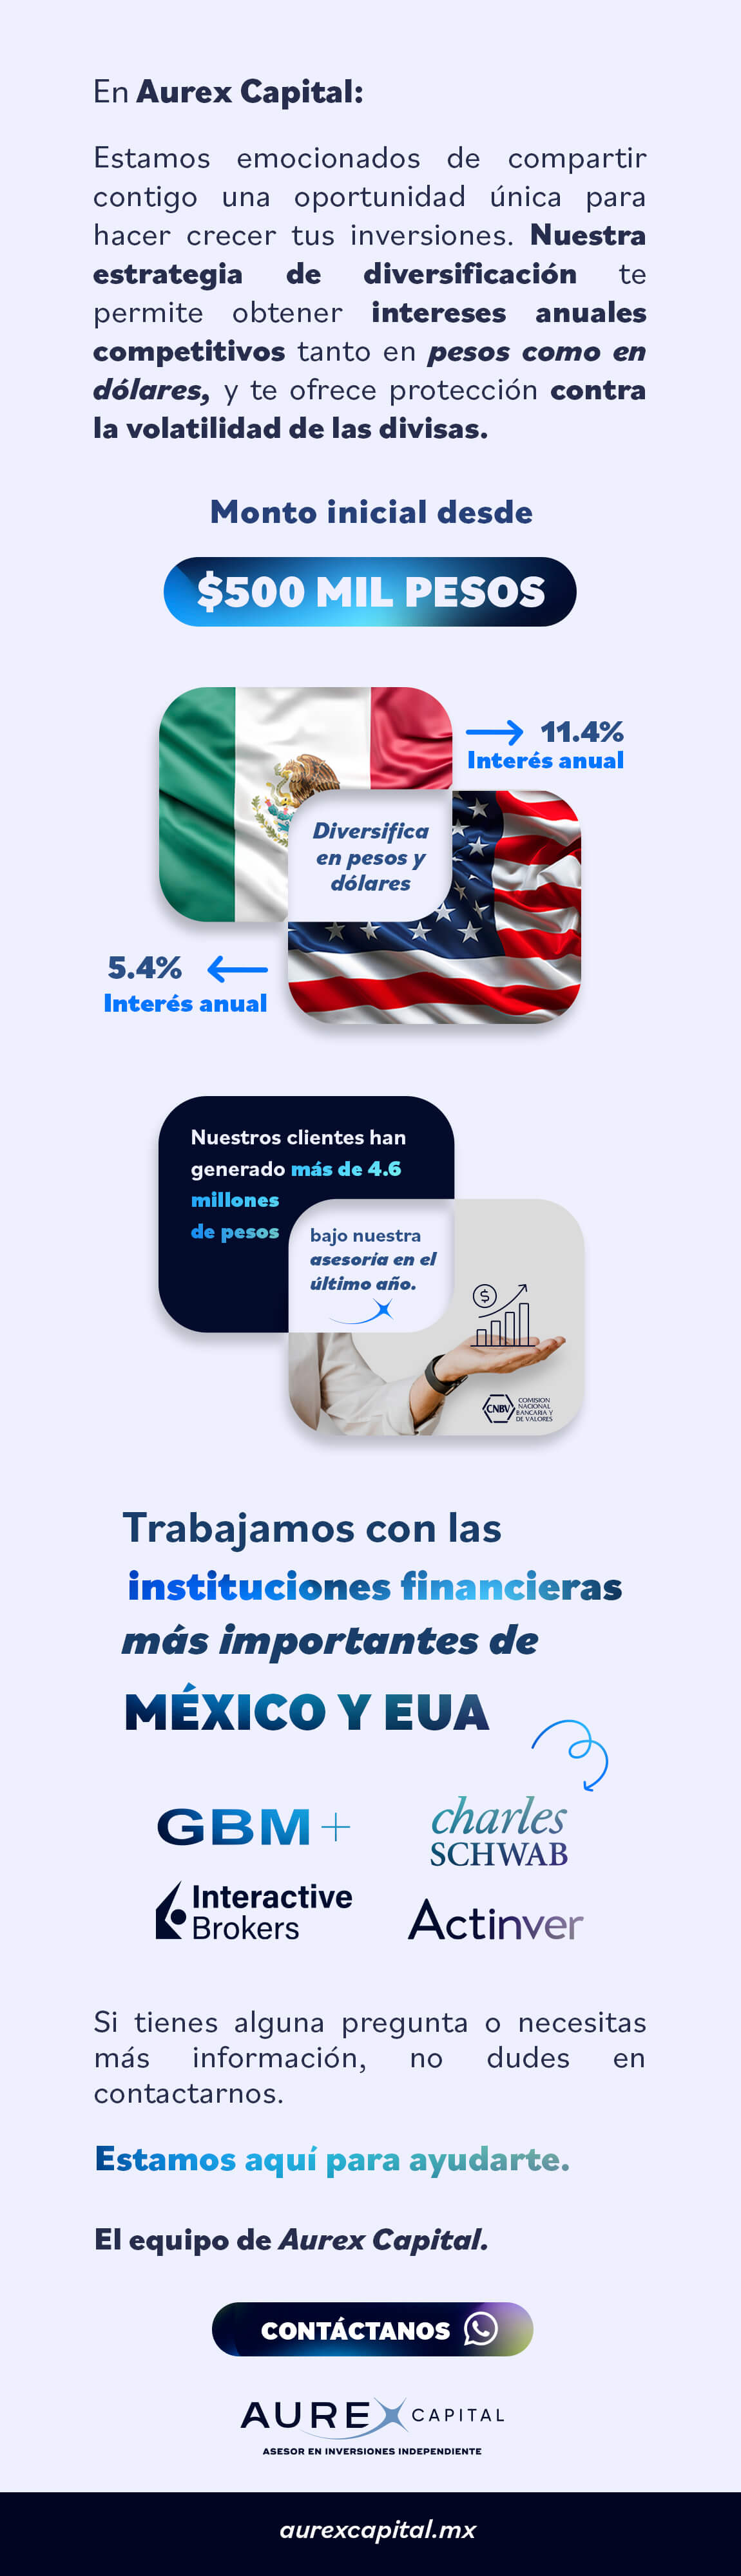 En Aurex Capital:
Estamos emocionados de compartir
contigo una oportunidad única para
hacer crecer tus inversiones. Nuestra
estrategia de diversificación te
permite obtener intereses anuales
competitivos tanto en pesos como en
dólares, y te ofrece protección contra
la volatilidad de las divisas.
Monto inicial desde
$500 MIL PESOS
11.4%
Interés anual
Diversifica
en pesos y
dólares
5.4%
Interés anual
Nuestros clientes han
generado más de 4.6
millones
de pesos
bajo nuestra
asesoría en el
último año.
$
CNBV
COMISION
NACIONAL
BANCARIA Y
DE VALORES
Trabajamos con las
instituciones financieras
más importantes de
MÉXICO Y EUA
GBM+
charles
SCHWAB
Interactive
Brokers
Actinver
Si tienes alguna pregunta o necesitas
más información, no dudes en
contactarnos.
Estamos aquí para ayudarte.
El equipo de Aurex Capital.
CONTÁCTANOS
AUREX CAPITAL
ASESOR EN INVERSIONES INDEPENDIENTE
aurexcapital.mx